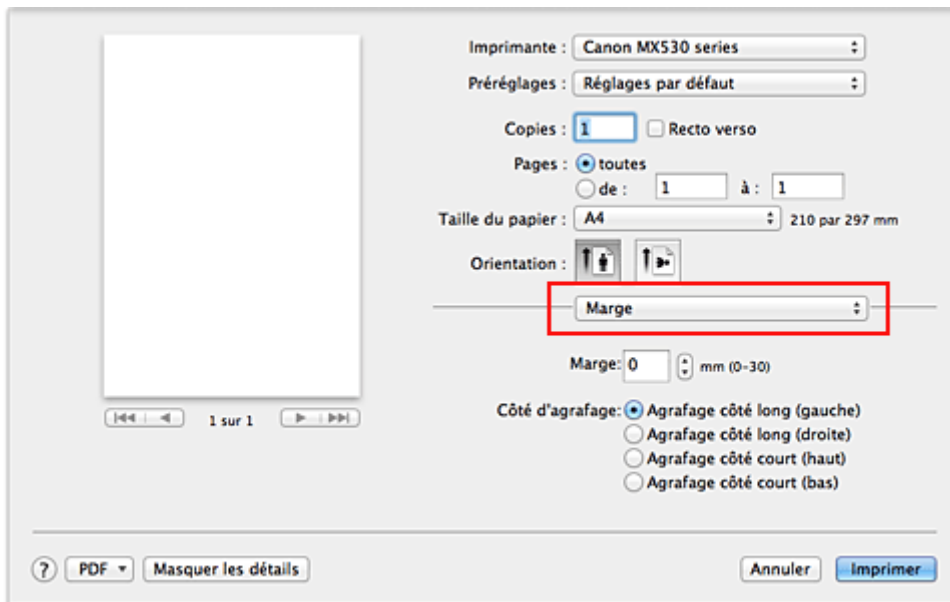 Imprimante : Canon MX530 series
Préréglages : Réglages par défaut
Copies : 1 Recto verso
Pages : toutes
de : 1 à : 1
Taille du papier : A4 210 par 297 mm
Orientation :
Marge
Marge: 0 mm (0-30)
1 sur 1
Côté d'agrafage: Agrafage côté long (gauche)
Agrafage côté long (droite)
Agrafage côté court (haut)
Agrafage côté court (bas)
? PDF Masquer les détails Annuler Imprimer